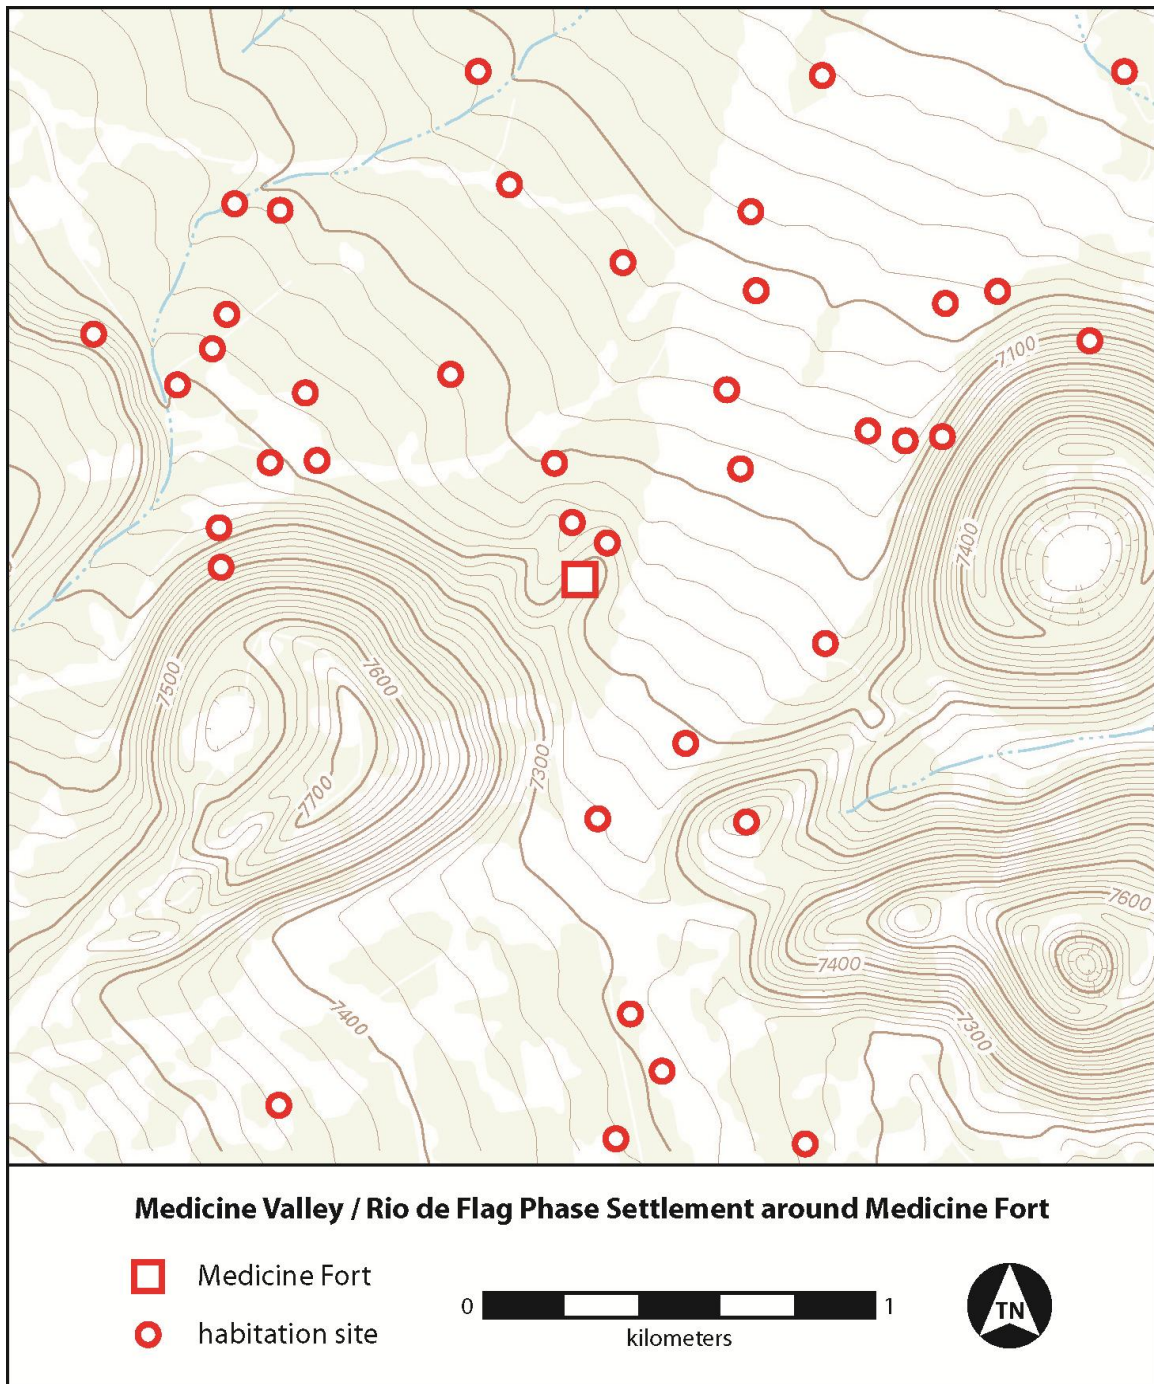 7100
7400
7500
7600
7300
7700
7600
7400
7400
7300
Medicine Valley / Rio de Flag Phase Settlement around Medicine Fort
Medicine Fort
habitation site
0 1
kilometers
TN